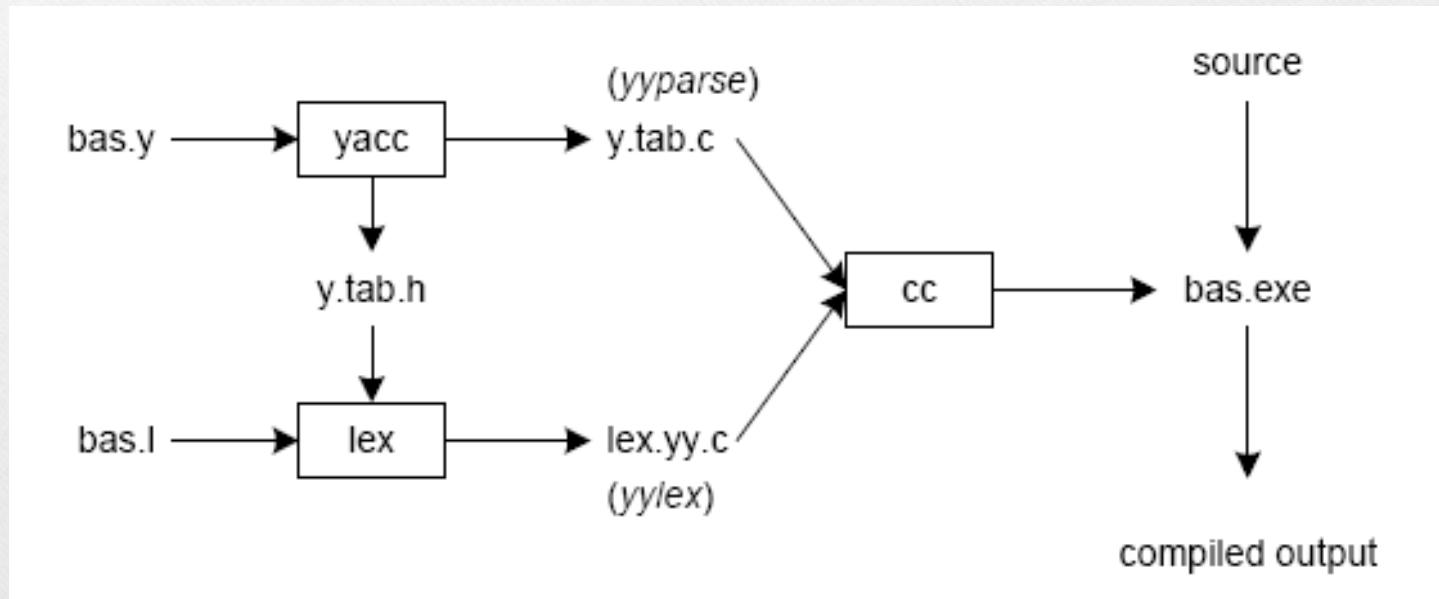 source
(yyparse)
bas.y
yacc
y.tab.c
y.tab.h
cc
bas.exe
bas.l
lex
lex.yy.c
(yylex)
compiled output